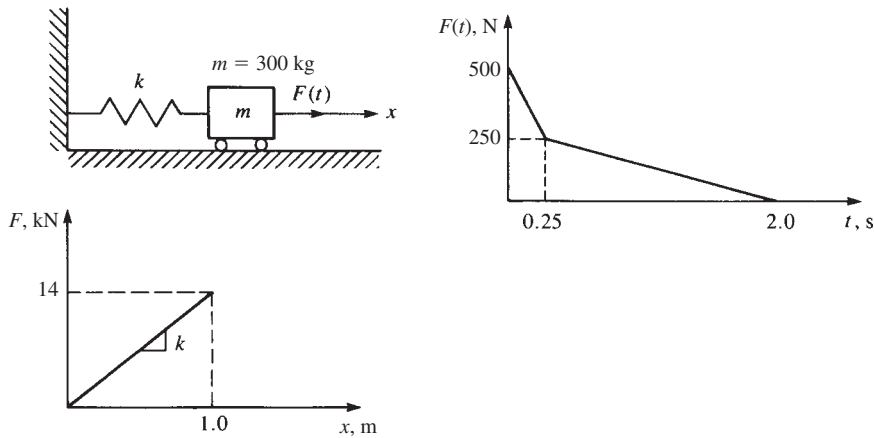 m = 300 kg
k
F(t)
m
x
F(t), N
500
250
0.25
2.0
t, s
F, kN
14
k
1.0
x, m